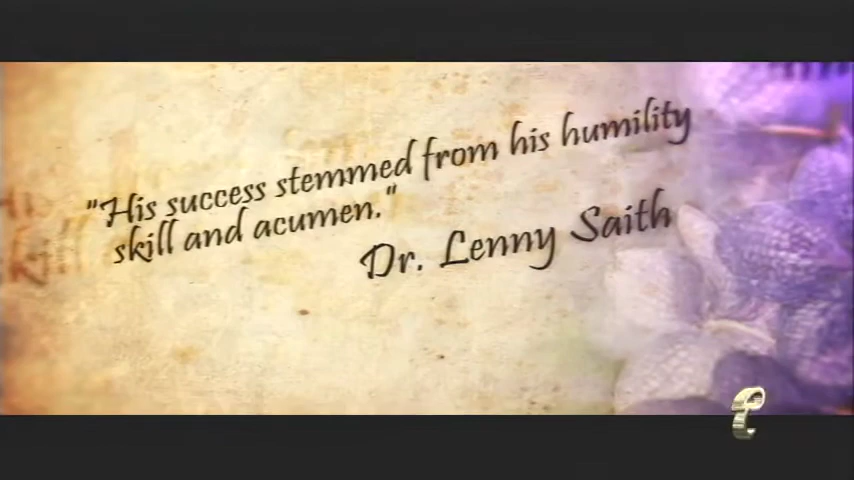 "His success stemmed from his humility
skill and acumen."
Dr. Lenny Saith